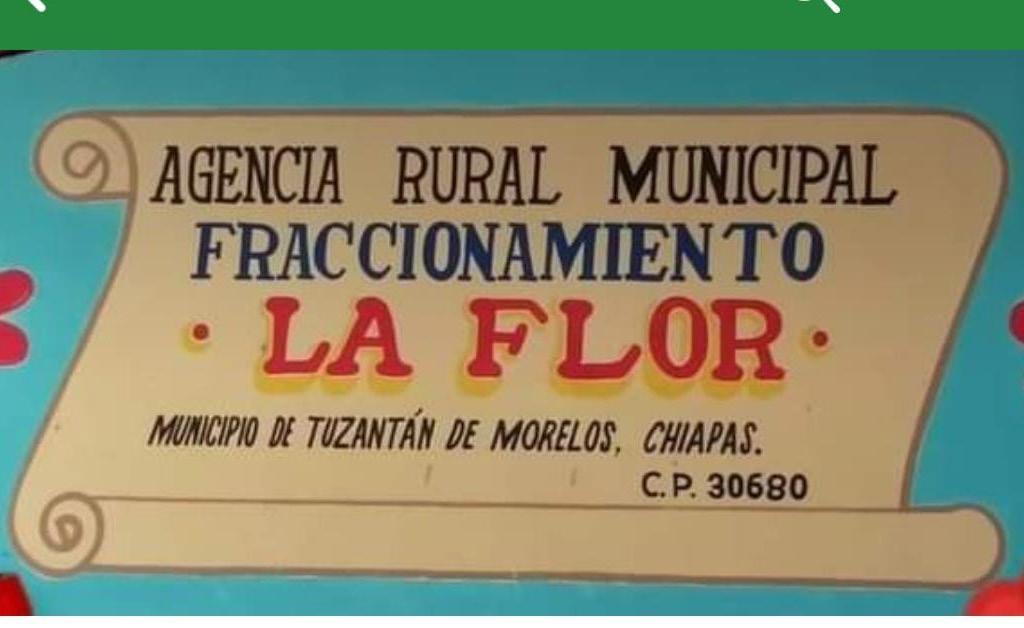 AGENCIA RURAL MUNICIPAL
FRACCIONAMIENTO
· LA FLOR ·
MUNICIPIO DE TUZANTÁN DE MORELOS, CHIAPAS.
C.P. 30680